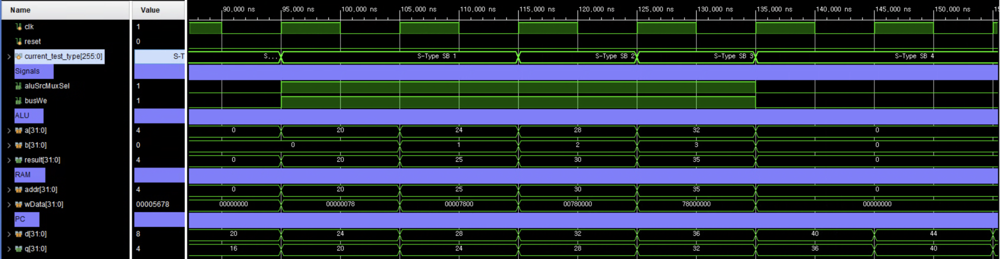 Name Value 90,000 ns 95,000 ns 100,000 ns 105,000 ns 110,000 ns 115,000 ns 120,000 ns 125,000 ns 130,000 ns 135,000 ns 140,000 ns 145,000 ns 150,000 ns 15
clk 1
reset 0
current_test_type[255:0] S-T S... S-Type SB 1 S-Type SB 2 S-Type SB 3 S-Type SB 4
Signals
aluSrcMuxSel 1
busWe 1
ALU
a[31:0] 4 0 20 24 28 32 0
b[31:0] 0 0 1 2 3 0
result[31:0] 4 0 20 25 30 35 0
RAM
addr[31:0] 4 0 20 25 30 35 0
wData[31:0] 00005678 00000000 00000078 00007800 00780000 78000000 00000000
PC
d[31:0] 8 20 24 28 32 36 40 44
q[31:0] 4 16 20 24 28 32 36 40